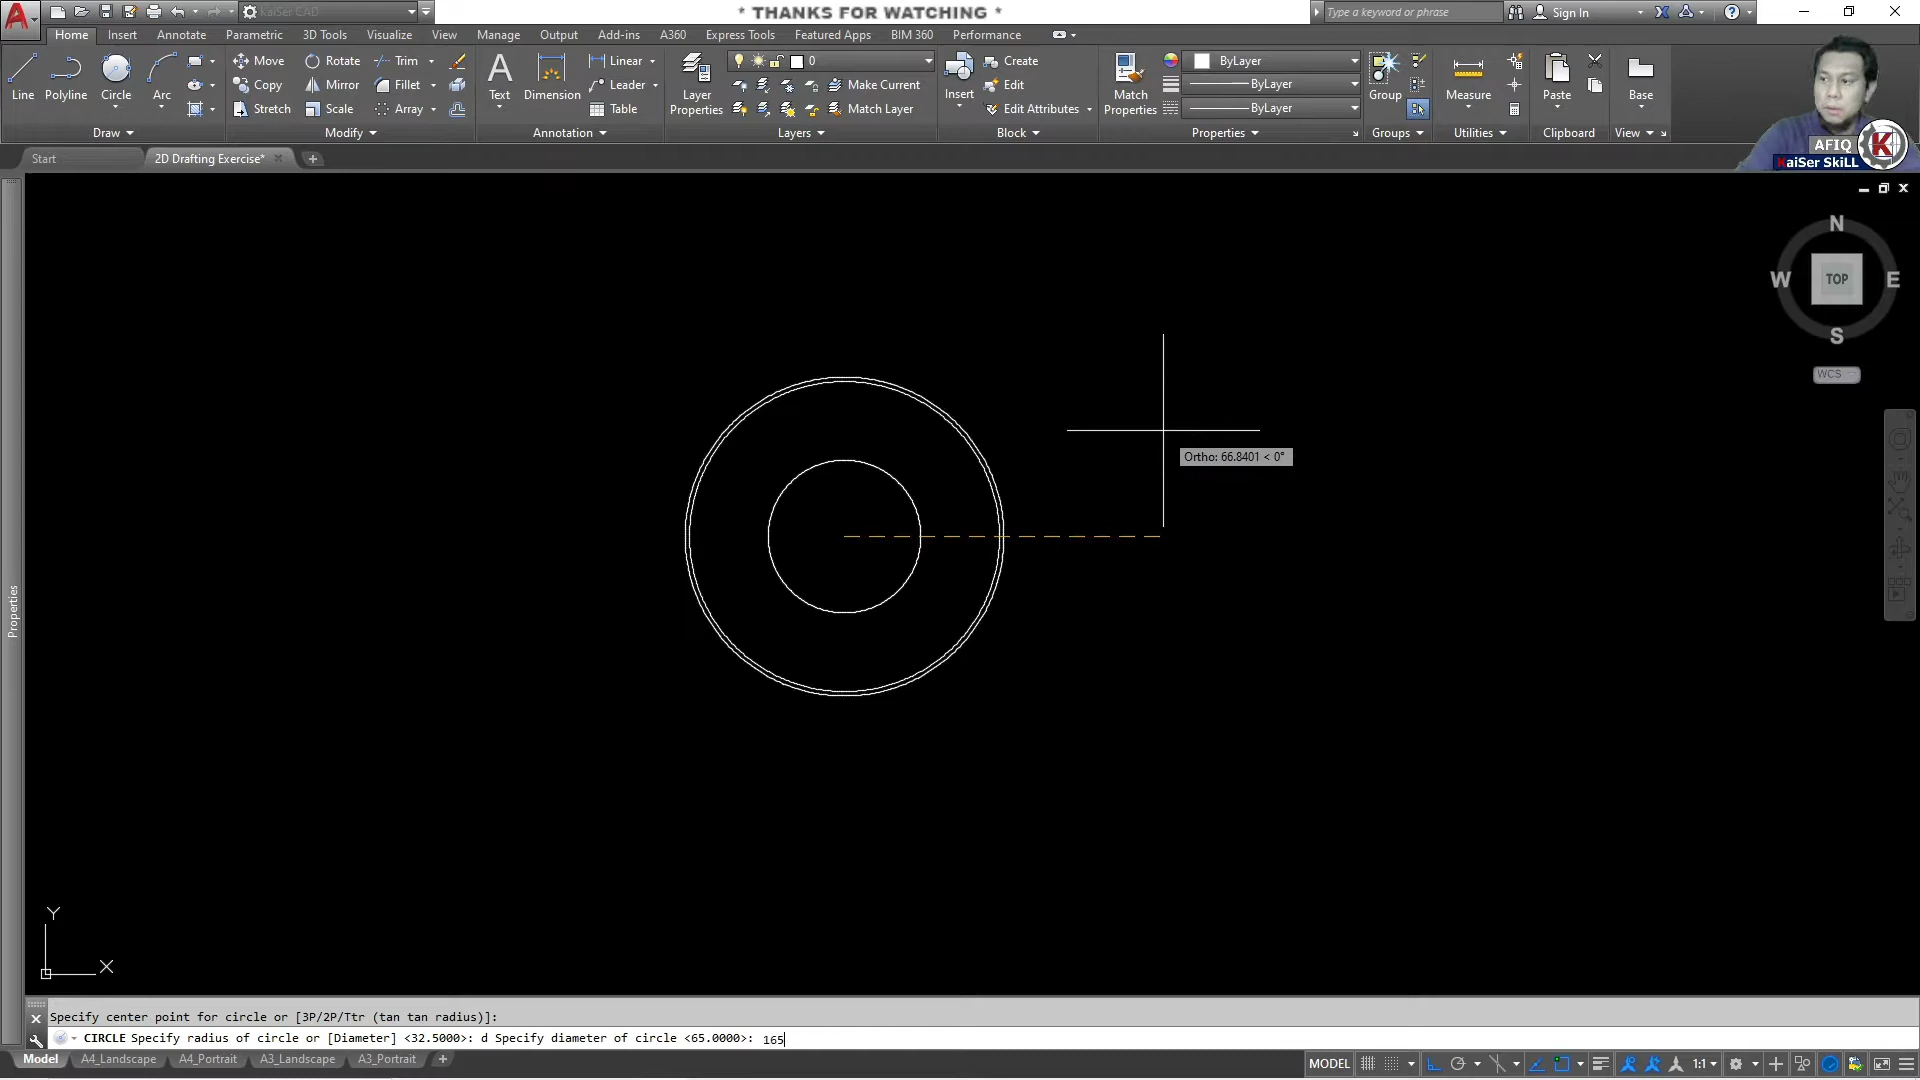 KaiSer CAD
* THANKS FOR WATCHING *
Type a keyword or phrase
Sign In
Home Insert Annotate Parametric 3D Tools Visualize View Manage Output Add-ins A360 Express Tools Featured Apps BIM 360 Performance
Line Polyline Circle Arc
Move Rotate Trim
Copy Mirror Fillet
Stretch Scale Array
Text Dimension
Linear
Leader
Table
Layer Properties
0
Make Current
Match Layer
Insert
Create
Edit
Edit Attributes
Match Properties
ByLayer
ByLayer
ByLayer
Group Measure Paste Base
Draw Modify Annotation Layers Block Properties Groups Utilities Clipboard View
AFIQ
KaiSer SkiLL
K
Start 2D Drafting Exercise*
N
W TOP E
S
WCS
Ortho: 66.8401 < 0°
Properties
Y
X
Specify center point for circle or [3P/2P/Ttr (tan tan radius)]:
CIRCLE Specify radius of circle or [Diameter] <32.5000>: d Specify diameter of circle <65.0000>: 165
Model A4_Landscape A4_Portrait A3_Landscape A3_Portrait
MODEL 1:1